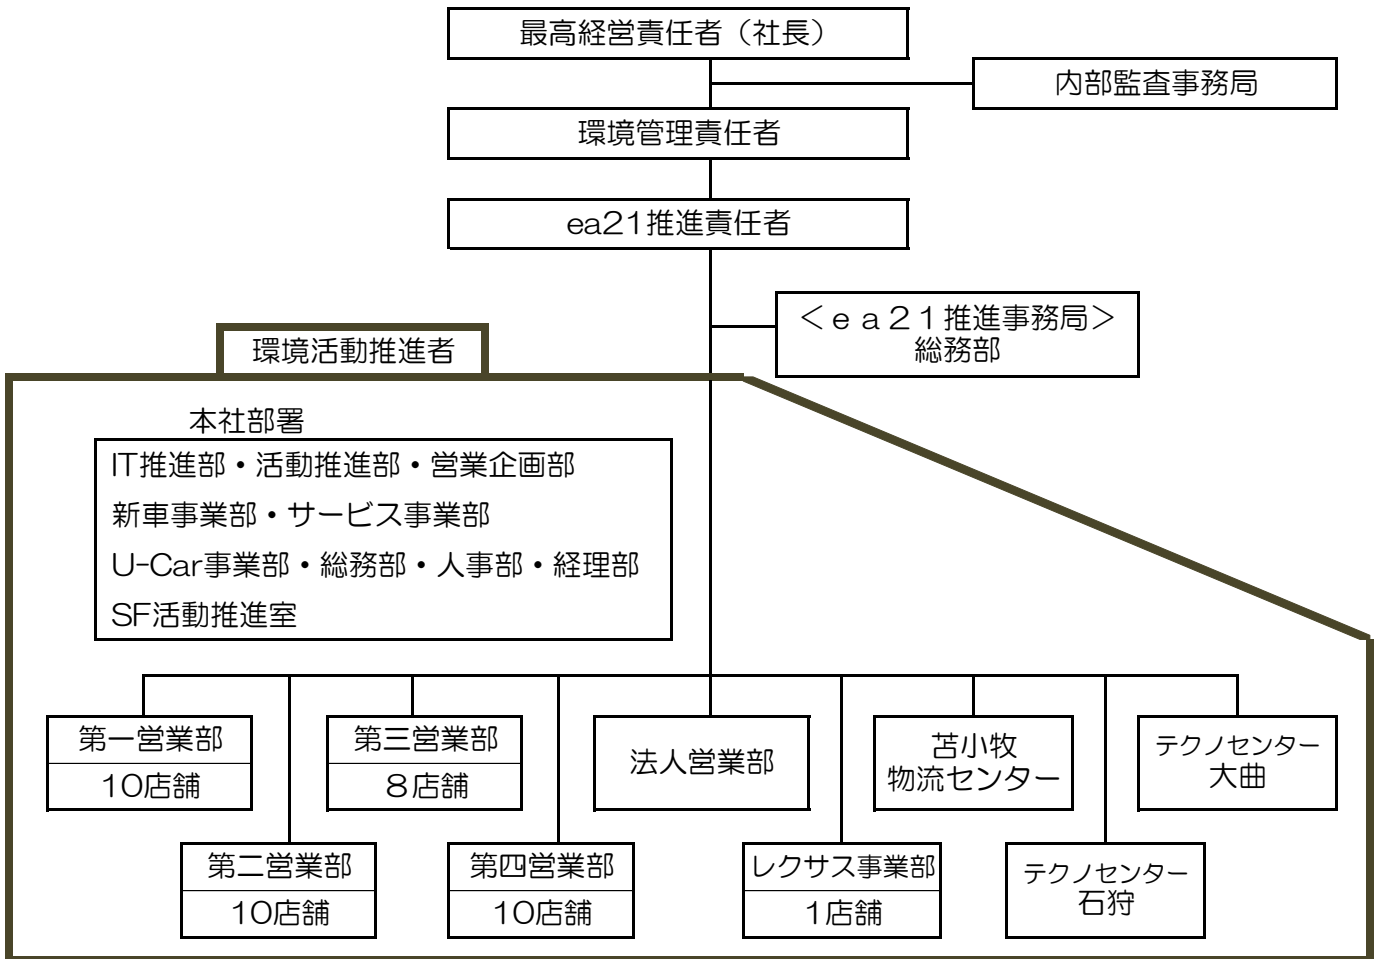 最高経営責任者（社長）
内部監査事務局
環境管理責任者
ea21推進責任者
＜ｅａ２１推進事務局＞
総務部
環境活動推進者
本社部署
IT推進部・活動推進部・営業企画部
新車事業部・サービス事業部
U-Car事業部・総務部・人事部・経理部
SF活動推進室
第一営業部
10店舗
第三営業部
８店舗
法人営業部
苫小牧
物流センター
テクノセンター
大曲
第二営業部
10店舗
第四営業部
10店舗
レクサス事業部
１店舗
テクノセンター
石狩